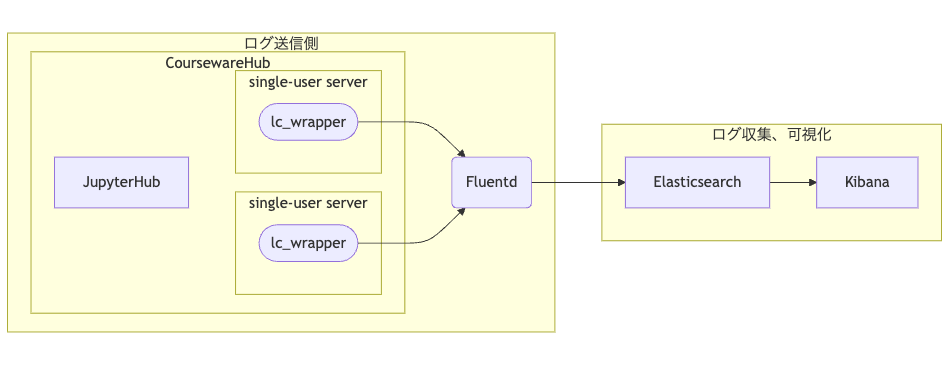 ログ送信側
CoursewareHub
single-user server
lc_wrapper
JupyterHub
single-user server
lc_wrapper
Fluentd
ログ収集、可視化
Elasticsearch
Kibana